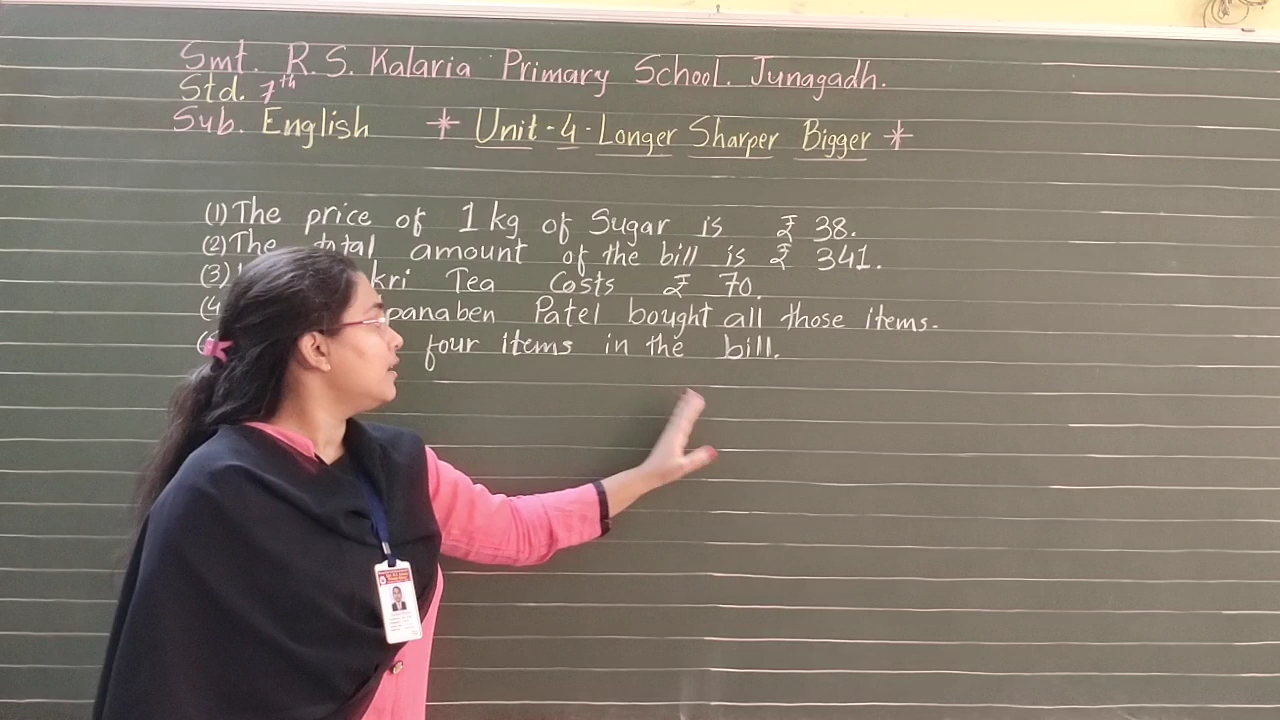 Smt. R.S. Kalaria Primary School. Junagadh.
Std. 7th
Sub. English * Unit-4-Longer Sharper Bigger *
(1) The price of 1 kg of Sugar is ₹ 38.
(2) The total amount of the bill is ₹ 341.
(3) kri Tea Costs ₹ 70.
(4 panaben Patel bought all those items.
four items in the bill.